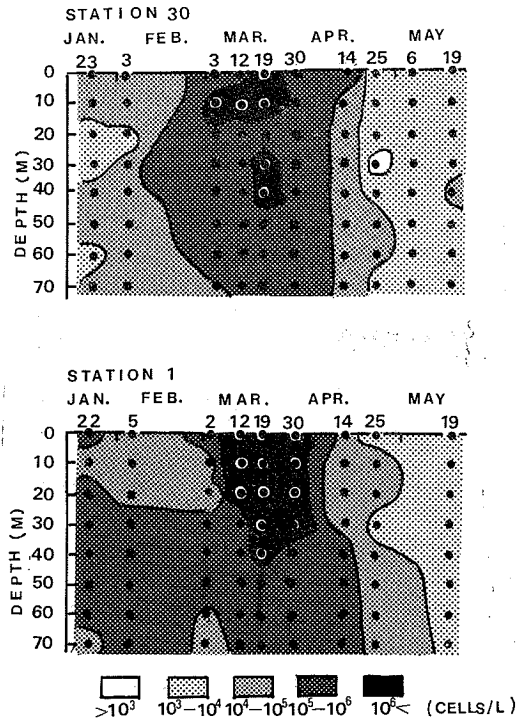 STATION 30
JAN. FEB. MAR. APR. MAY
23 3 3 12 19 30 14 25 6 19
0
10
20
30
40
50
60
70
DEPTH (M)
STATION 1
JAN. FEB. MAR. APR. MAY
22 5 2 12 19 30 14 25 19
0
10
20
30
40
50
60
70
DEPTH (M)
>10³ 10³–10⁴ 10⁴–10⁵ 10⁵–10⁶ 10⁶< (CELLS/L)